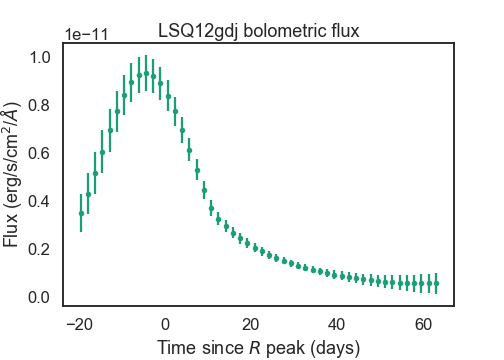 LSQ12gdj bolometric flux
1e−11
1.0
0.8
0.6
0.4
0.2
0.0
Flux (erg/s/cm²/Å)
−20 0 20 40 60
Time since R peak (days)